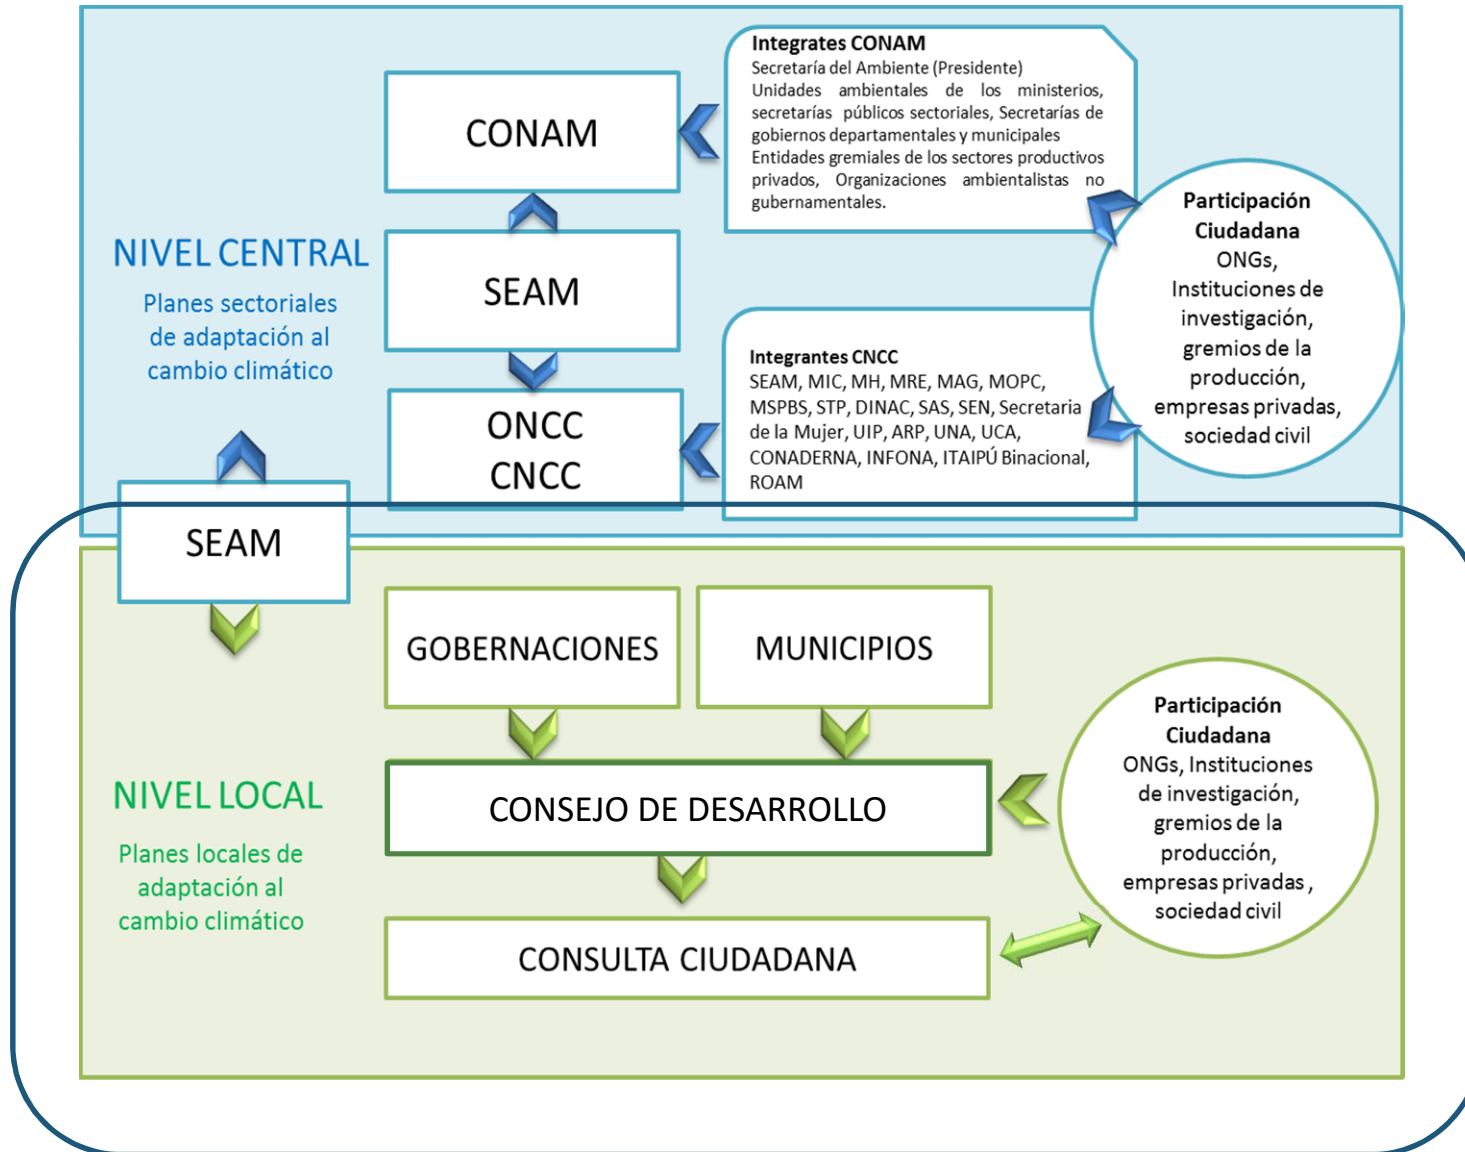 Integrates CONAM
Secretaría del Ambiente (Presidente)
Unidades ambientales de los ministerios,
secretarías públicos sectoriales, Secretarías de
gobiernos departamentales y municipales
Entidades gremiales de los sectores productivos
privados, Organizaciones ambientalistas no
gubernamentales.
CONAM
Participación
Ciudadana
ONGs,
Instituciones de
investigación,
gremios de la
producción,
empresas privadas,
sociedad civil
NIVEL CENTRAL
Planes sectoriales
de adaptación al
cambio climático
SEAM
Integrantes CNCC
SEAM, MIC, MH, MRE, MAG, MOPC,
MSPBS, STP, DINAC, SAS, SEN, Secretaria
de la Mujer, UIP, ARP, UNA, UCA,
CONADERNA, INFONA, ITAIPÚ Binacional,
ROAM
ONCC
CNCC
SEAM
GOBERNACIONES
MUNICIPIOS
Participación
Ciudadana
ONGs, Instituciones
de investigación,
gremios de la
producción,
empresas privadas ,
sociedad civil
NIVEL LOCAL
Planes locales de
adaptación al
cambio climático
CONSEJO DE DESARROLLO
CONSULTA CIUDADANA